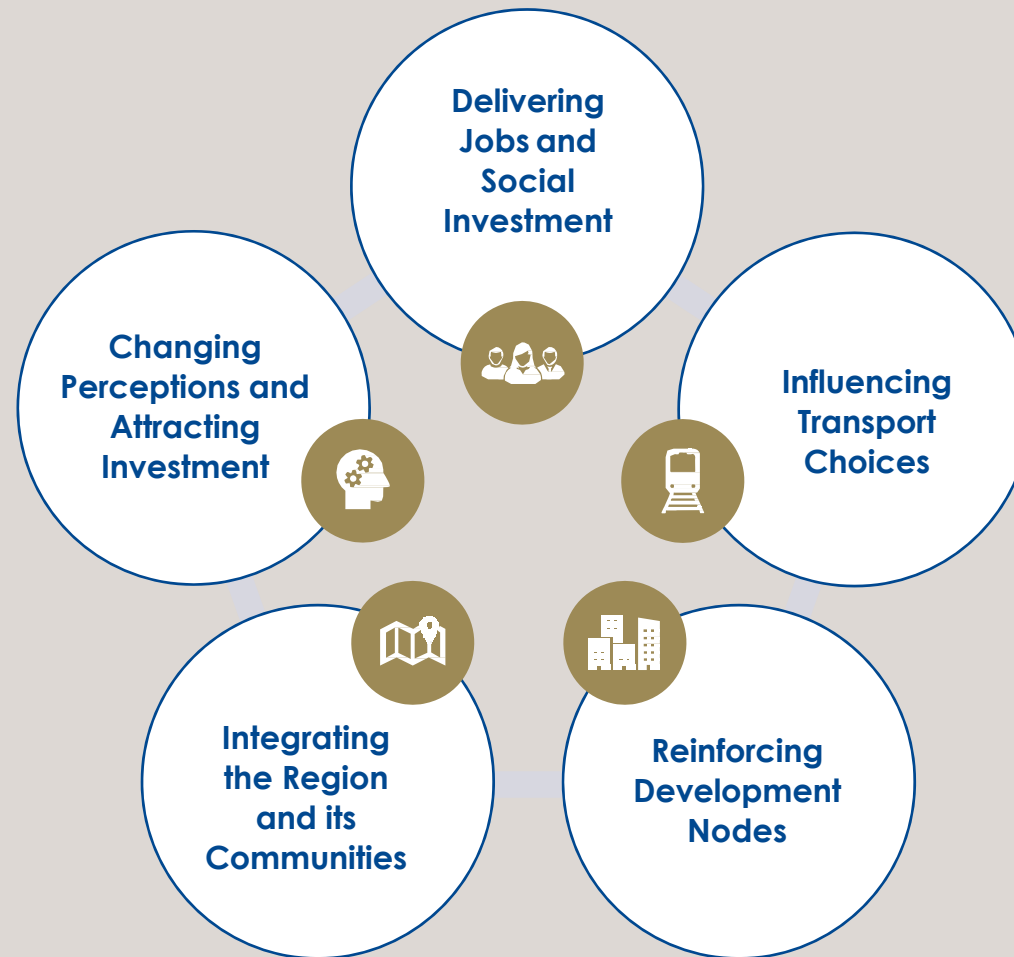 Delivering
Jobs and
Social
Investment
Changing
Perceptions and
Attracting
Investment
Influencing
Transport
Choices
Integrating
the Region
and its
Communities
Reinforcing
Development
Nodes